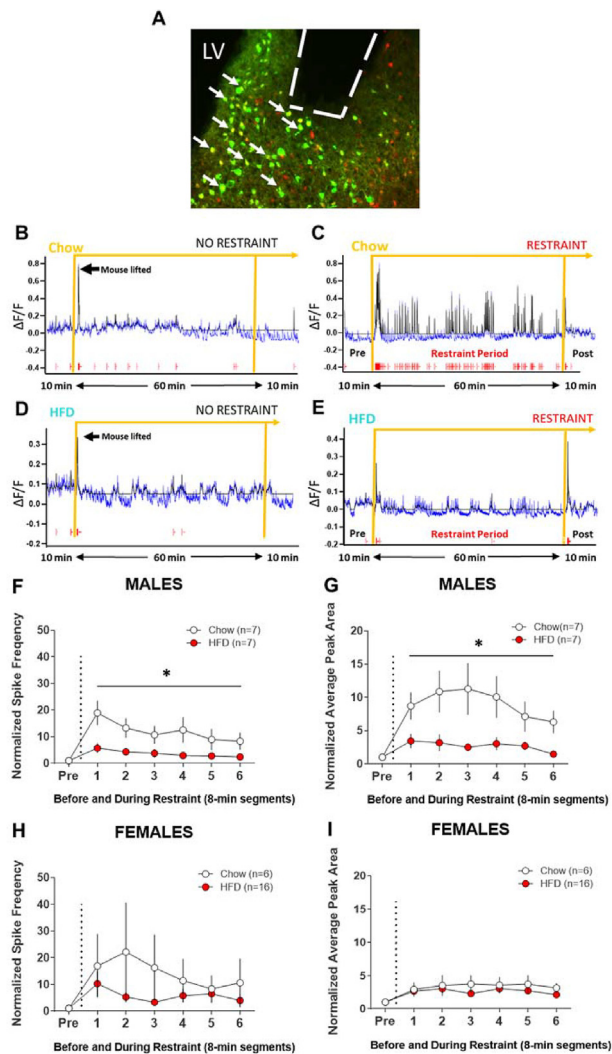 A
LV
B
Chow
NO RESTRAINT
Mouse lifted
ΔF/F
0.8
0.6
0.4
0.2
0.0
-0.2
-0.4
10 min
60 min
10 min
C
Chow
RESTRAINT
ΔF/F
0.8
0.6
0.4
0.2
0.0
-0.2
-0.4
Pre
Restraint Period
Post
10 min
60 min
10 min
D
HFD
NO RESTRAINT
Mouse lifted
ΔF/F
0.3
0.2
0.1
0.0
-0.1
-0.2
10 min
60 min
10 min
E
HFD
RESTRAINT
ΔF/F
0.4
0.3
0.2
0.1
0.0
-0.1
-0.2
Pre
Restraint Period
Post
10 min
60 min
10 min
F
MALES
Normalized Spike Freqency
50
40
30
20
10
0
Chow (n=7)
HFD (n=7)
*
Pre 1 2 3 4 5 6
Before and During Restraint (8-min segments)
G
MALES
Normalized Average Peak Area
20
15
10
5
0
Chow(n=7)
HFD (n=7)
*
Pre 1 2 3 4 5 6
Before and During Restraint (8-min segments)
H
FEMALES
Normalized Spike Freqency
50
40
30
20
10
0
Chow (n=6)
HFD (n=16)
Pre 1 2 3 4 5 6
Before and During Restraint (8-min segments)
I
FEMALES
Normalized Average Peak Area
20
15
10
5
0
Chow (n=6)
HFD (n=16)
Pre 1 2 3 4 5 6
Before and During Restraint (8-min segments)